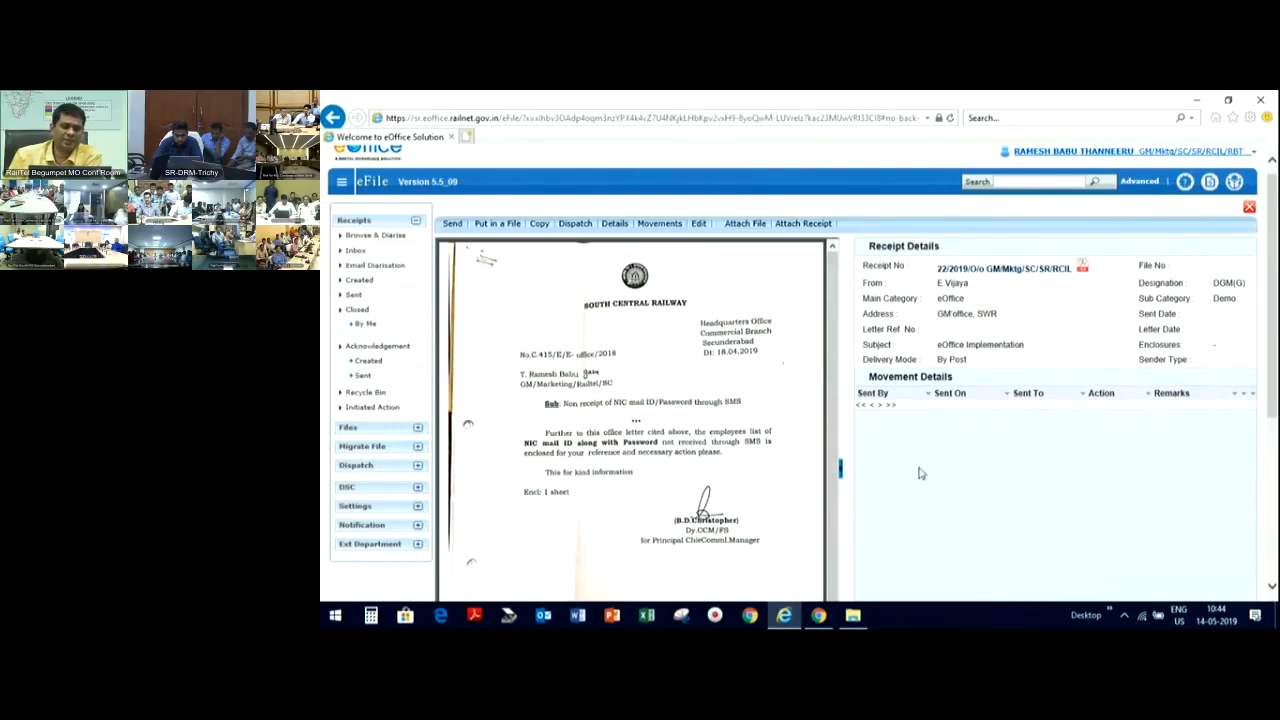 LEGEND
RailTel Begumpet MO Conf Room
SR-DRM-Trichy
Search...
Welcome to eOffice Solution
eOffice
A DIGITAL WORKPLACE SOLUTION
RAMESH BABU THANNEERU GM/Mktg/SC/SR/RCIL/RBT
eFile Version 5.5_09
Search Advanced
Receipts
Browse & Diarise
Inbox
Email Diarisation
Created
Sent
Closed
By Me
Acknowledgement
Created
Sent
Recycle Bin
Initiated Action
Files
Migrate File
Dispatch
DSC
Settings
Notification
Ext Department
Send Put in a File Copy Dispatch Details Movements Edit Attach File Attach Receipt
SOUTH CENTRAL RAILWAY
Headquarters Office
Commercial Branch
Secunderabad
Dt: 18.04.2019
No.C.415/E/E- office/2018
T. Ramesh Babu
GM/Marketing/Railtel/SC
Sub: Non receipt of NIC mail ID/Password through SMS
***
Further to this office letter cited above, the employees list of
NIC mail ID along with Password not received through SMS is
enclosed for your reference and necessary action please.
This for kind information
Encl: 1 sheet
(B.D.Christopher)
Dy.CCM/FS
for Principal ChieComml.Manager
Receipt Details
Receipt No : 22/2019/O/o GM/Mktg/SC/SR/RCIL File No :
From : E.Vijaya Designation : DGM(G)
Main Category : eOffice Sub Category : Demo
Address : GM'office, SWR Sent Date :
Letter Ref No : Letter Date
Subject : eOffice Implementation Enclosures: -
Delivery Mode : By Post Sender Type :
Movement Details
Sent By Sent On Sent To Action Remarks
<< < > >>
Desktop ENG US 10:44 14-05-2019